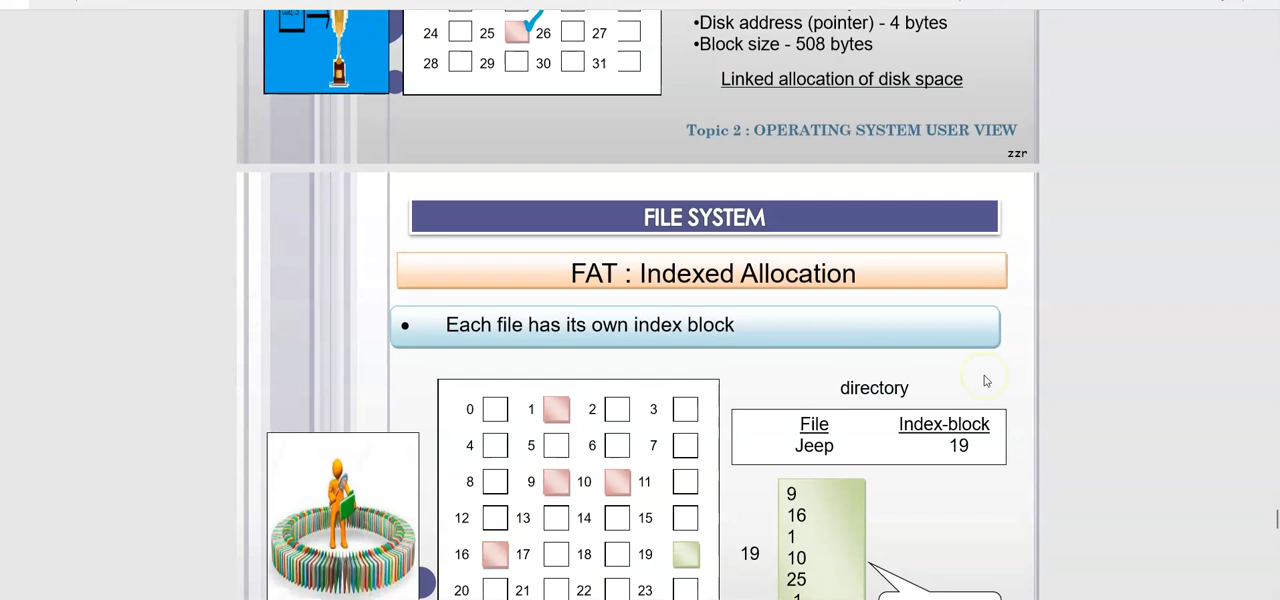 24 25 26 27
28 29 30 31
•Disk address (pointer) - 4 bytes
•Block size - 508 bytes
Linked allocation of disk space
Topic 2 : OPERATING SYSTEM USER VIEW
zzr
FILE SYSTEM
FAT : Indexed Allocation
• Each file has its own index block
0 1 2 3
4 5 6 7
8 9 10 11
12 13 14 15
16 17 18 19
20 21 22 23
directory
File Index-block
Jeep 19
19
9
16
1
10
25